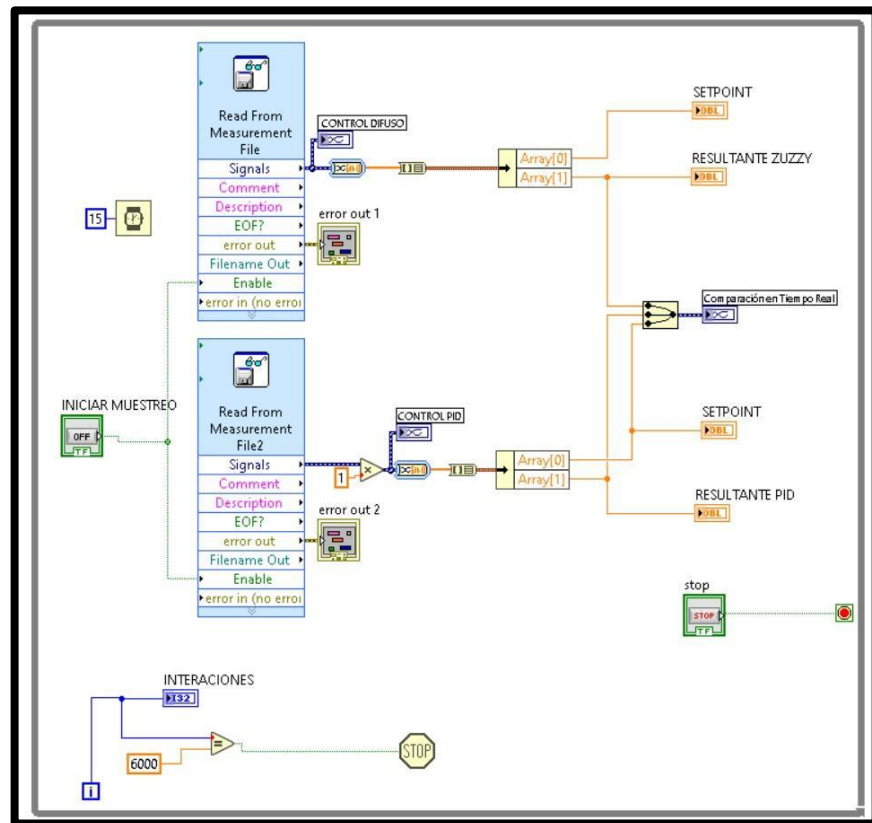 Read From
Measurement
File
Signals
Comment
Description
EOF?
error out
Filename Out
Enable
error in (no erroi
CONTROL DIFUSO
error out 1
Array[0]
Array[1]
SETPOINT
DBL
RESULTANTE ZUZZY
DBL
15
Comparación en Tiempo Real
INICIAR MUESTREO
OFF
TF
Read From
Measurement
File2
Signals
Comment
Description
EOF?
error out
Filename Out
Enable
error in (no erroi
1
CONTROL PID
error out 2
Array[0]
Array[1]
SETPOINT
DBL
RESULTANTE PID
DBL
stop
STOP
TF
INTERACIONES
I32
=
6000
STOP
i